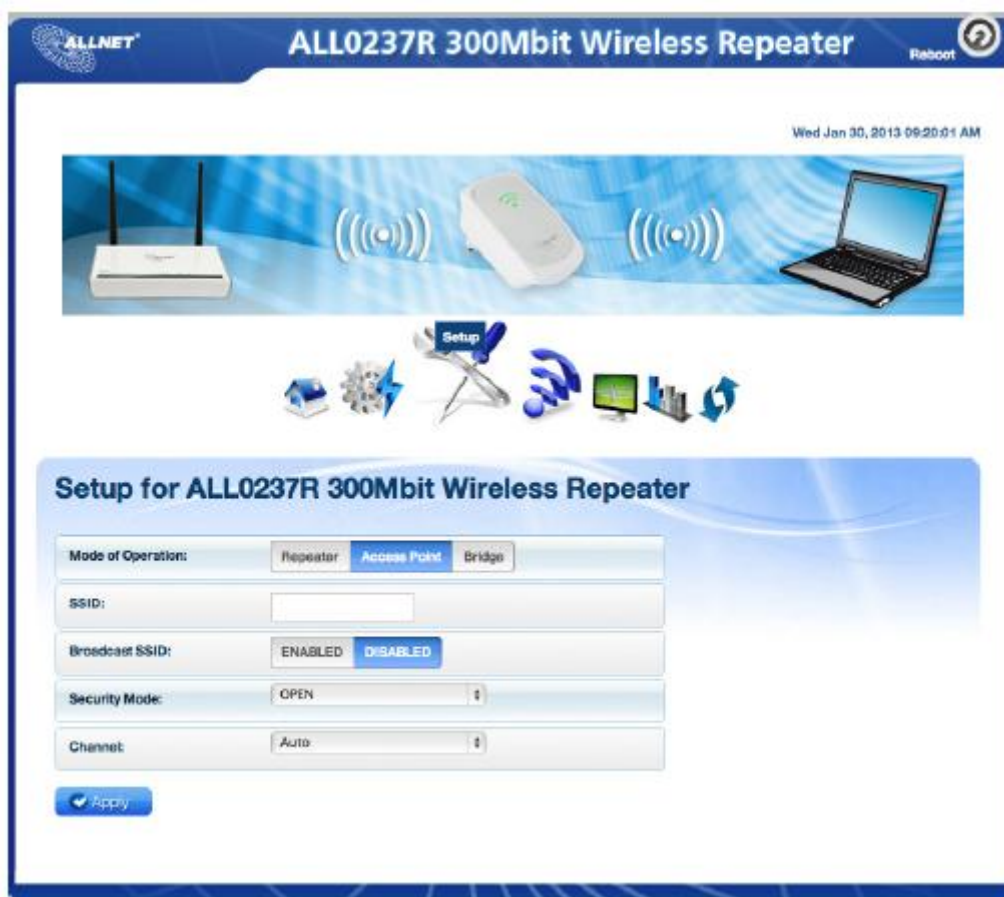 ALLNET
ALL0237R 300Mbit Wireless Repeater
Reboot
Wed Jan 30, 2013 09:20:01 AM
Setup
Setup for ALL0237R 300Mbit Wireless Repeater
Mode of Operation: Repeater Access Point Bridge
SSID:
Broadcast SSID: ENABLED DISABLED
Security Mode: OPEN
Channel: Auto
Apply